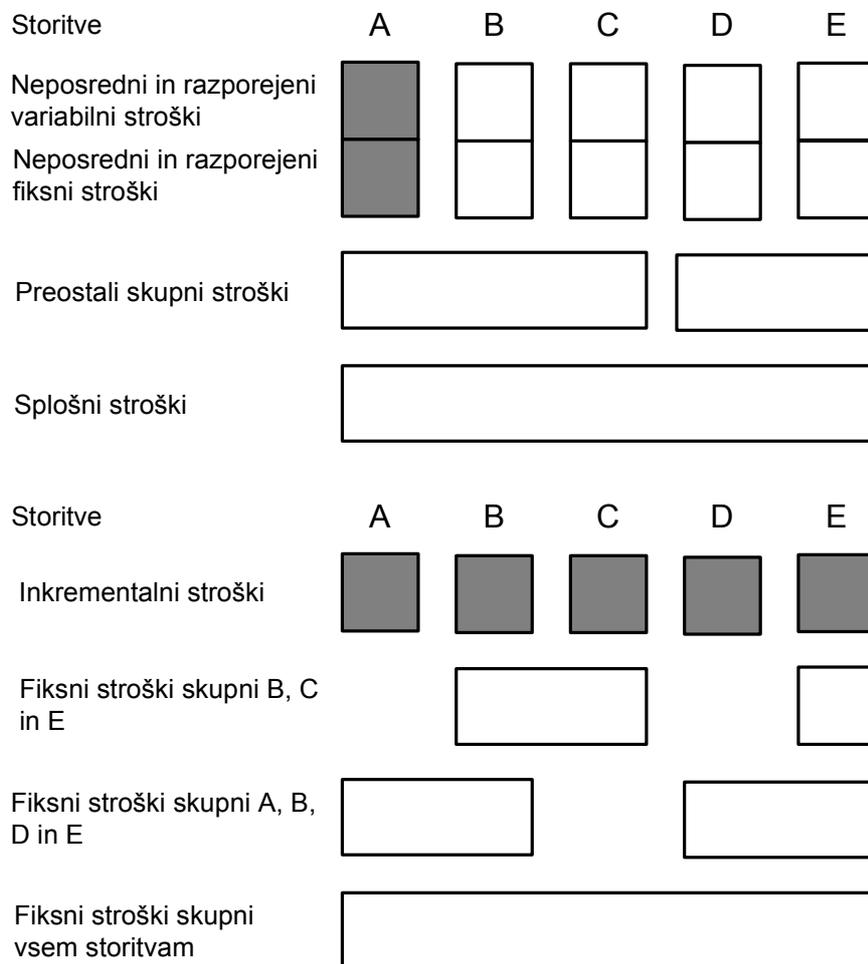 Storitve A B C D E
Neposredni in razporejeni
variabilni stroški
Neposredni in razporejeni
fiksni stroški
Preostali skupni stroški
Splošni stroški
Storitve A B C D E
Inkrementalni stroški
Fiksni stroški skupni B, C
in E
Fiksni stroški skupni A, B,
D in E
Fiksni stroški skupni
vsem storitvam